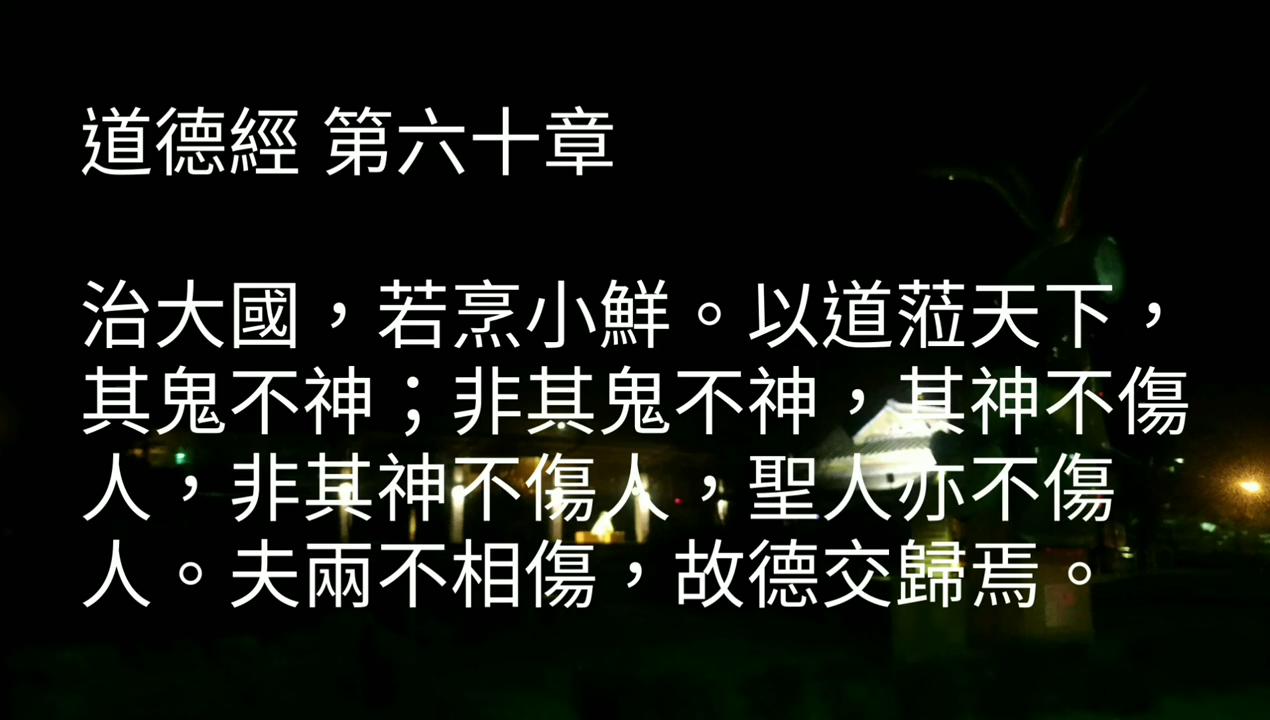 道德經 第六十章
治大國，若烹小鮮。以道蒞天下，
其鬼不神；非其鬼不神，其神不傷
人，非其神不傷人，聖人亦不傷
人。夫兩不相傷，故德交歸焉。